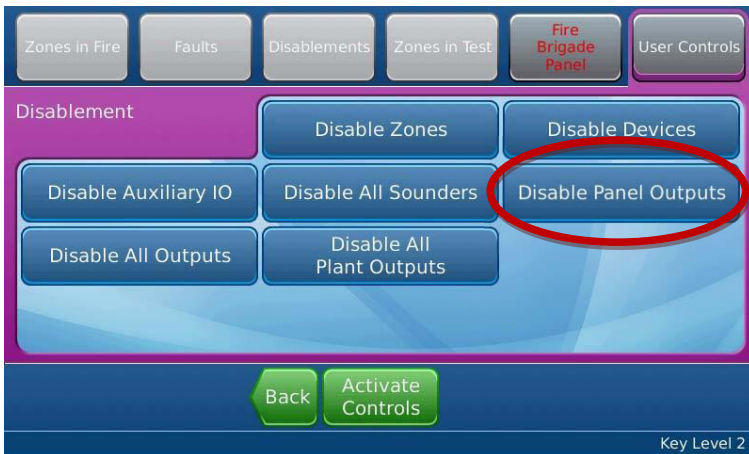 Zones in Fire
Faults
Disablements
Zones in Test
Fire
Brigade
Panel
User Controls
Disablement
Disable Zones
Disable Devices
Disable Auxiliary IO
Disable All Sounders
Disable Panel Outputs
Disable All Outputs
Disable All
Plant Outputs
Back
Activate
Controls
Key Level 2